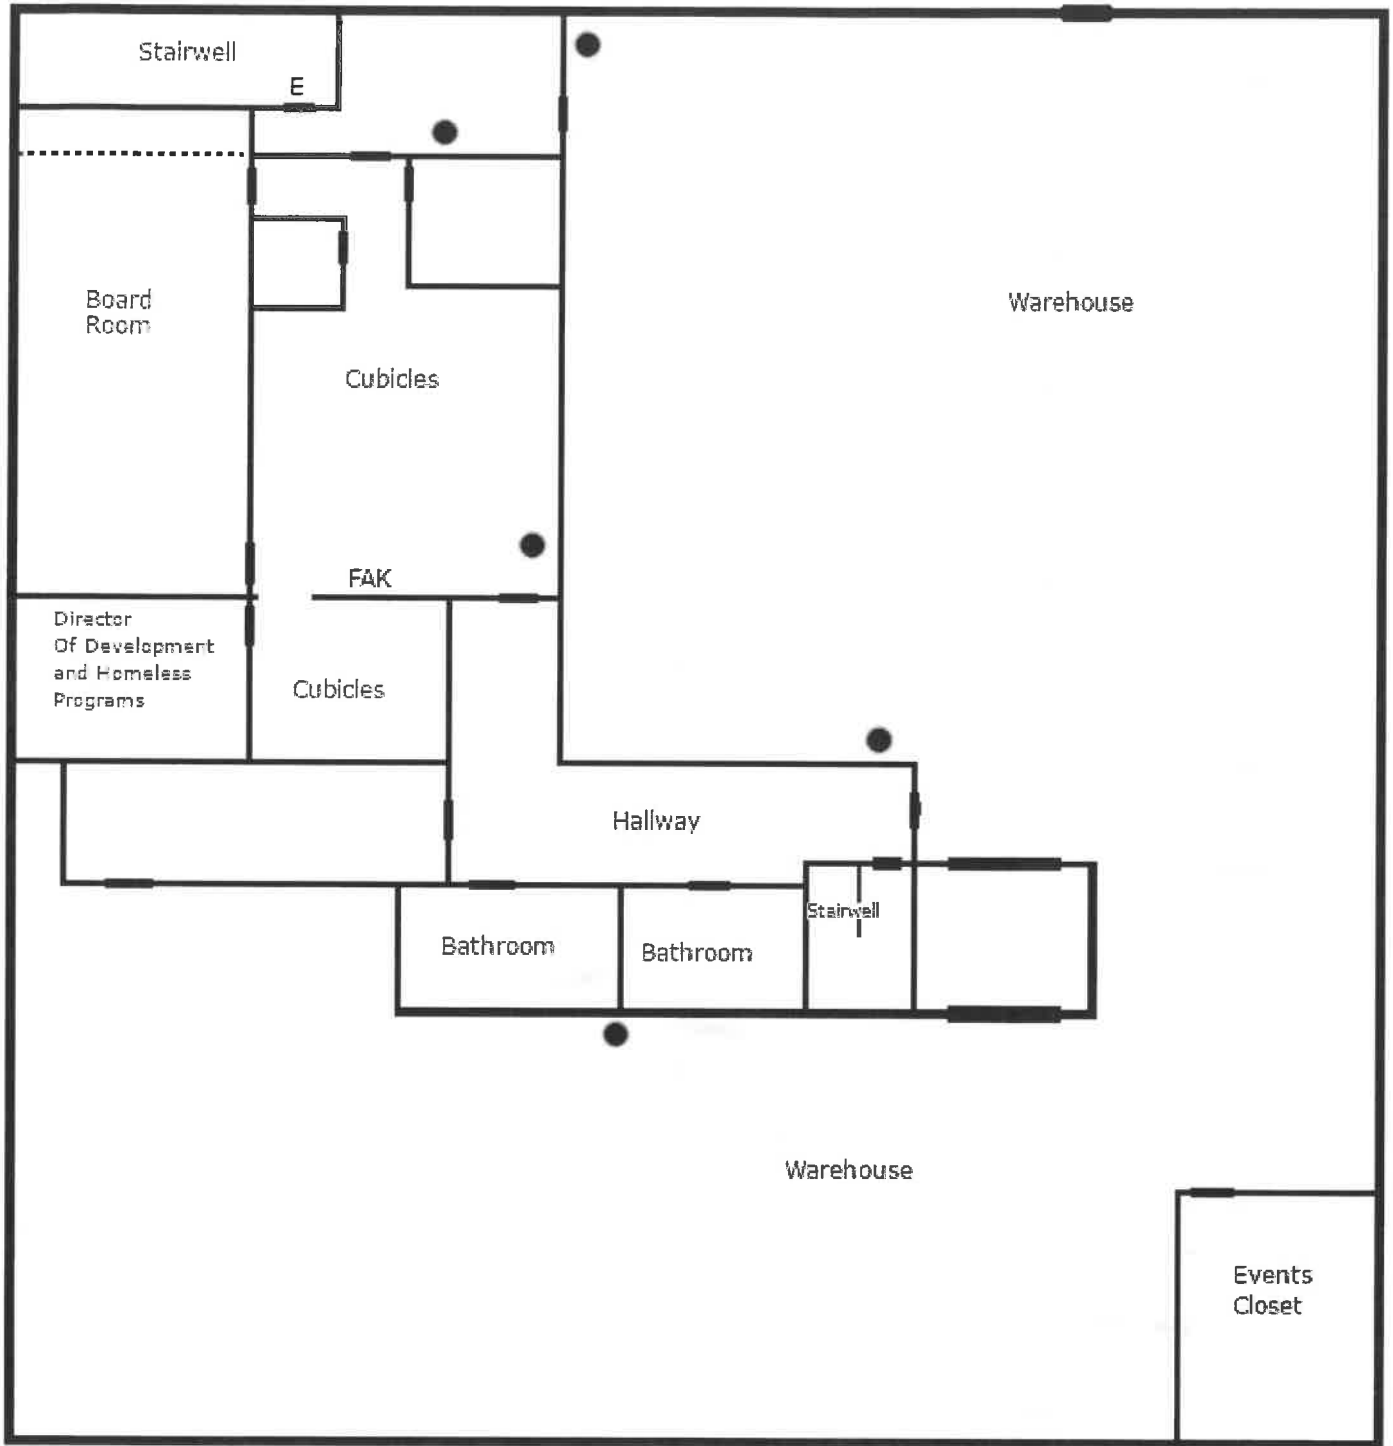 Stairwell
E
Board
Room
Warehouse
Cubicles
FAK
Director
Of Development
and Homeless
Programs
Cubicles
Hallway
Stairwell
Bathroom
Bathroom
Warehouse
Events
Closet